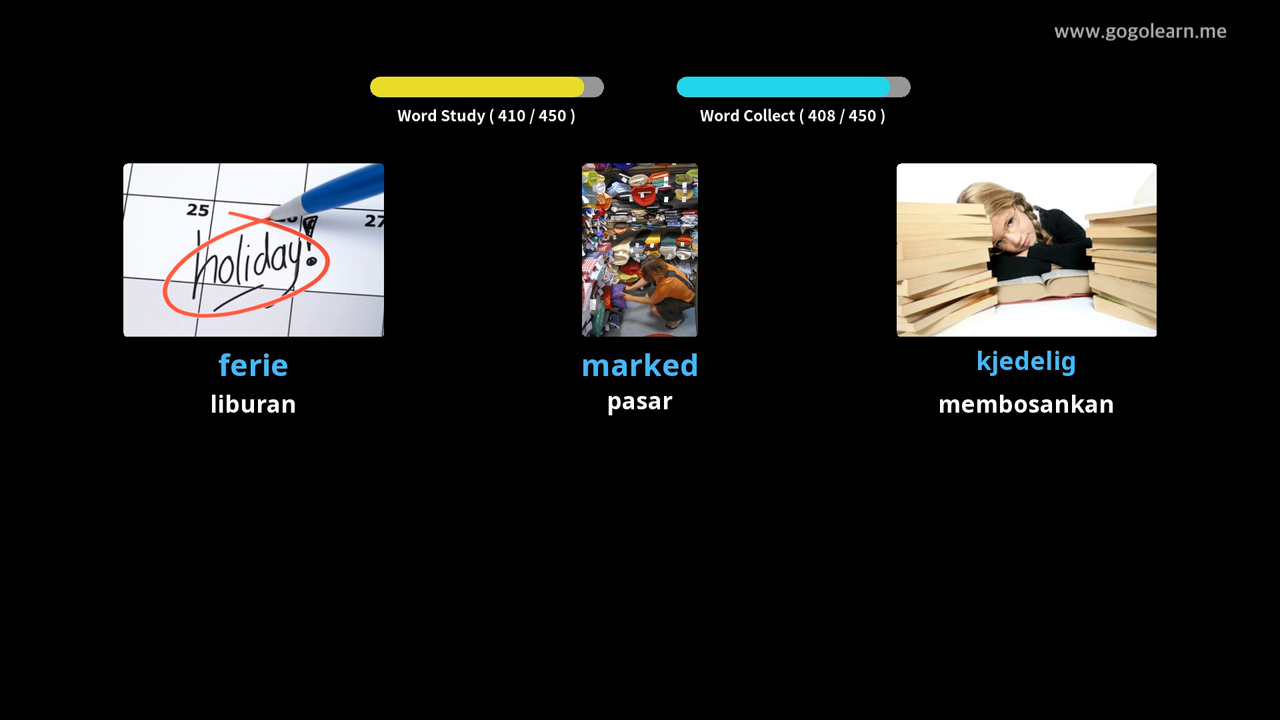 www.gogolearn.me
Word Study ( 410 / 450 )
Word Collect ( 408 / 450 )
25
27
holiday!
ferie
liburan
marked
pasar
kjedelig
membosankan